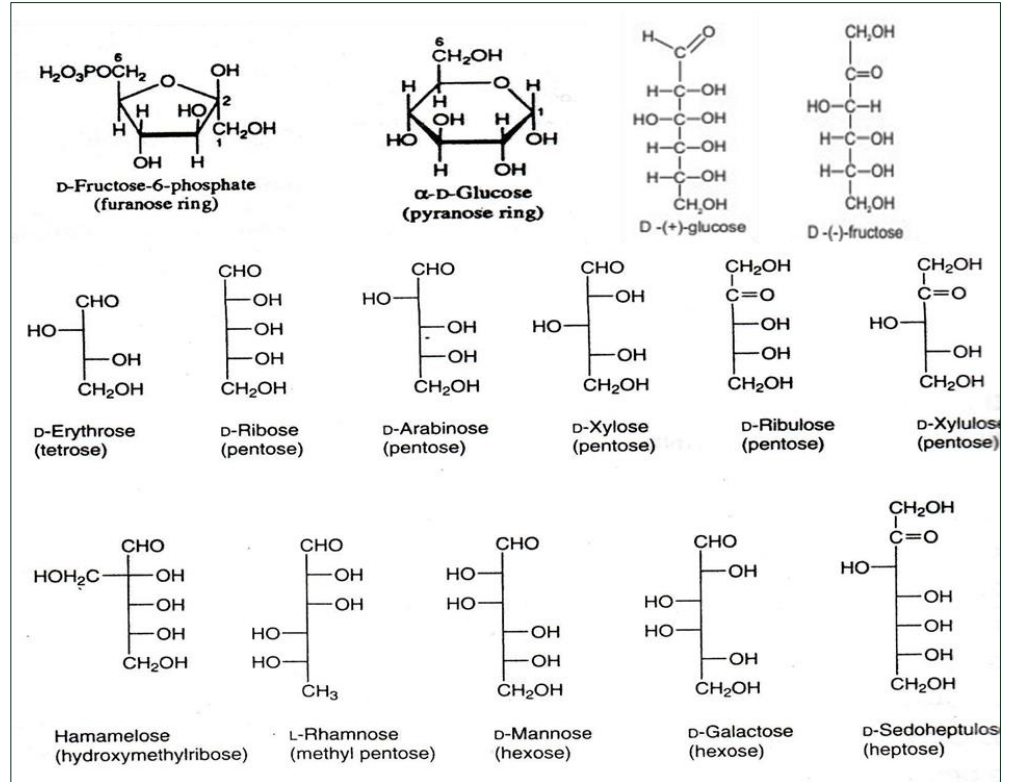 6
H₂O₃POCH₂ O OH
H HO 2
H CH₂OH
1
OH H
D-Fructose-6-phosphate
(furanose ring)
6
CH₂OH
H O H
H
OH H 1
HO OH
H OH
α-D-Glucose
(pyranose ring)
H O
C
H–C–OH
HO–C–OH
H–C–OH
H–C–OH
CH₂OH
D -(+)-glucose
CH₂OH
C=O
HO–C–H
H–C–OH
H–C–OH
CH₂OH
D -(-)-fructose
CHO
HO
OH
CH₂OH
D-Erythrose
(tetrose)
CHO
OH
OH
OH
CH₂OH
D-Ribose
(pentose)
CHO
HO
OH
OH
CH₂OH
D-Arabinose
(pentose)
CHO
OH
HO
OH
CH₂OH
D-Xylose
(pentose)
CH₂OH
C=O
OH
OH
CH₂OH
D-Ribulose
(pentose)
CH₂OH
C=O
HO
OH
CH₂OH
D-Xylulose
(pentose)
CHO
HOH₂C OH
OH
OH
CH₂OH
Hamamelose
(hydroxymethylribose)
CHO
OH
OH
HO
HO
CH₃
L-Rhamnose
(methyl pentose)
CHO
HO
HO
OH
OH
CH₂OH
D-Mannose
(hexose)
CHO
OH
HO
HO
OH
CH₂OH
D-Galactose
(hexose)
CH₂OH
C=O
HO
OH
OH
OH
CH₂OH
D-Sedoheptulos
(heptose)